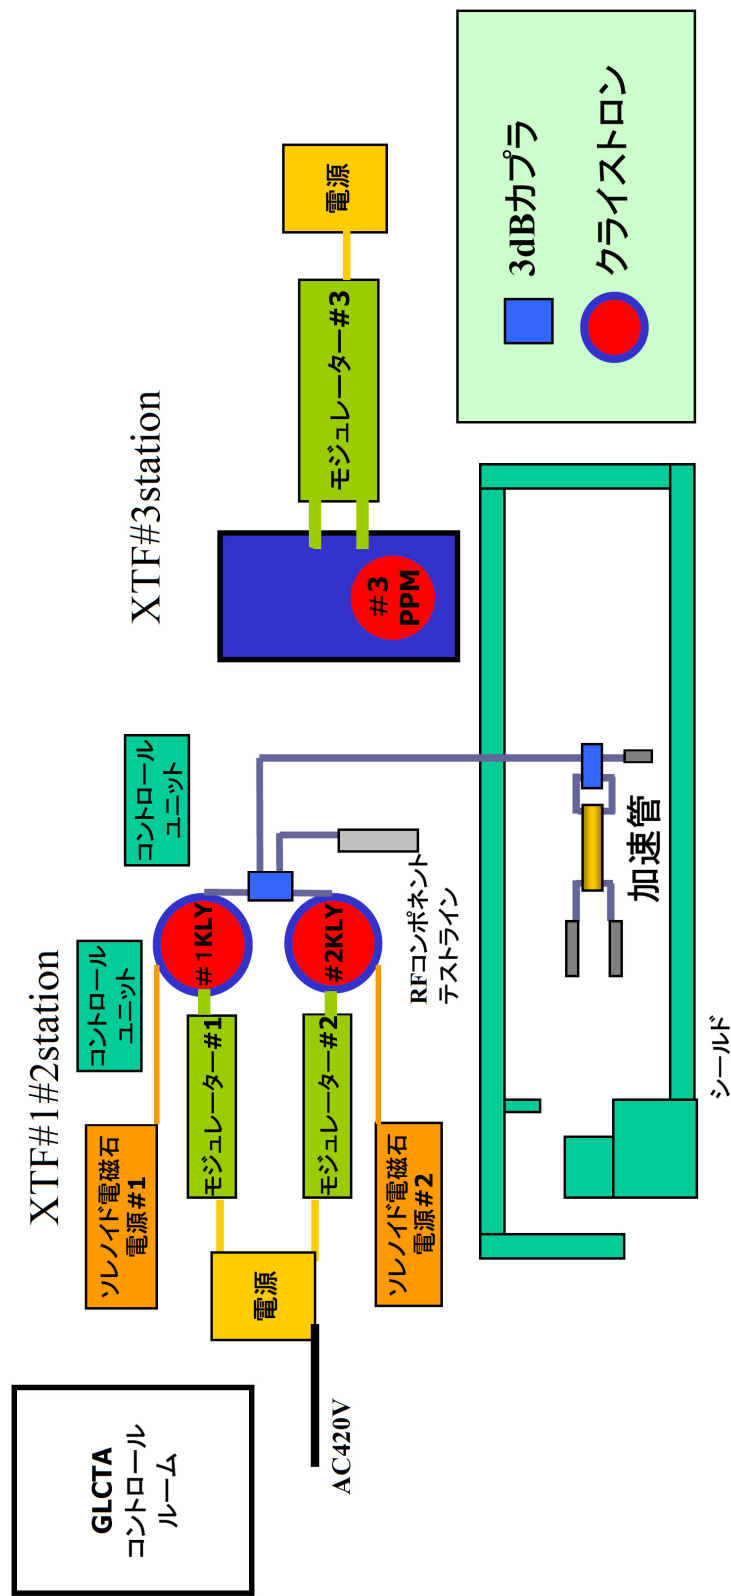 XTF#1#2station
XTF#3station
GLCTA
コントロール
ルーム
ソレノイド電磁石
電源#1
コントロール
ユニット
コントロール
ユニット
電源
AC420V
モジュレーター#1
#1KLY
モジュレーター#2
#2KLY
ソレノイド電磁石
電源#2
RFコンポネント
テストライン
#3
PPM
モジュレーター#3
電源
加速管
シールド
3dBカプラ
クライストロン